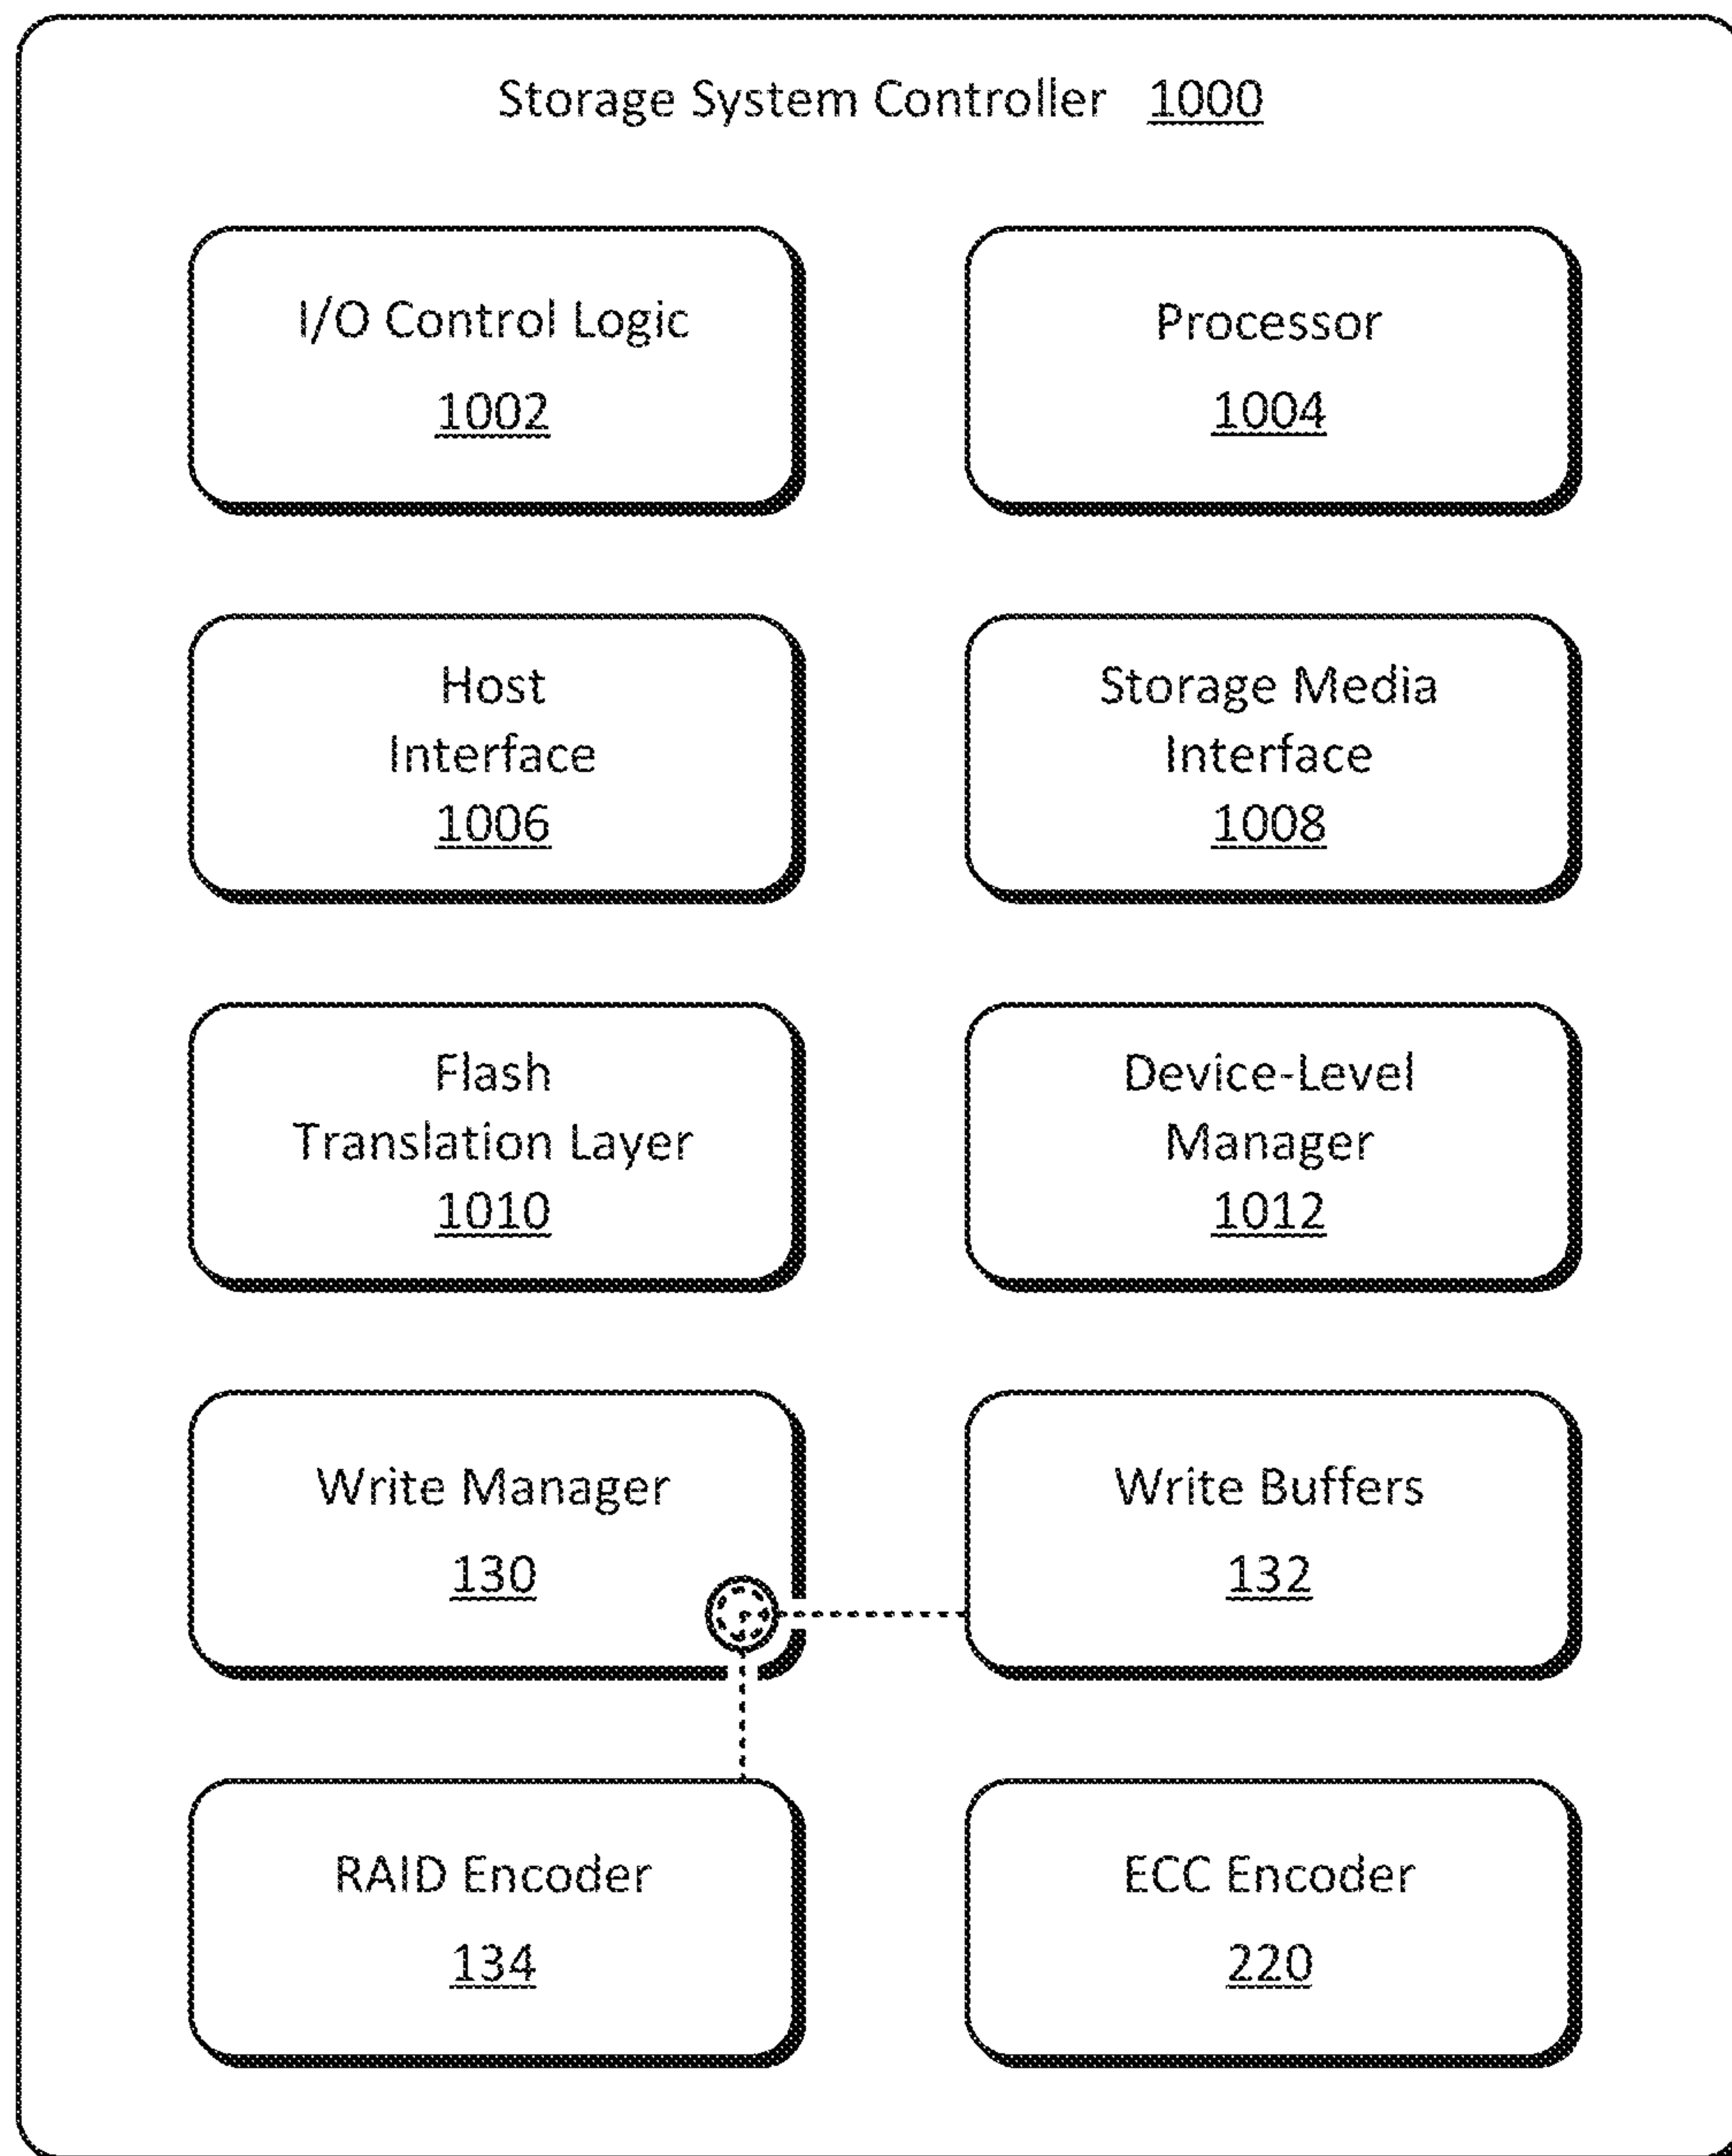 Storage System Controller 1000
I/O Control Logic
1002
Processor
1004
Host
Interface
1006
Storage Media
Interface
1008
Flash
Translation Layer
1010
Device-Level
Manager
1012
Write Manager
130
Write Buffers
132
RAID Encoder
134
ECC Encoder
220